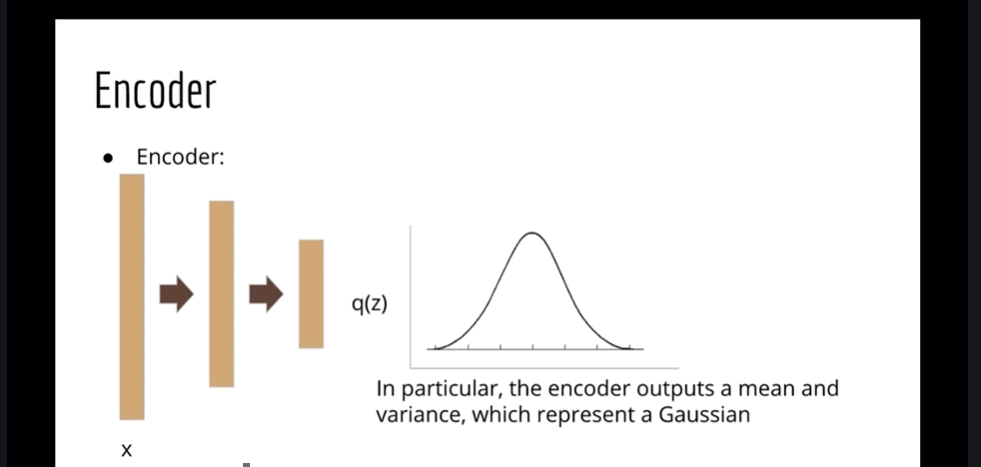 Encoder
● Encoder:
q(z)
In particular, the encoder outputs a mean and
variance, which represent a Gaussian
x